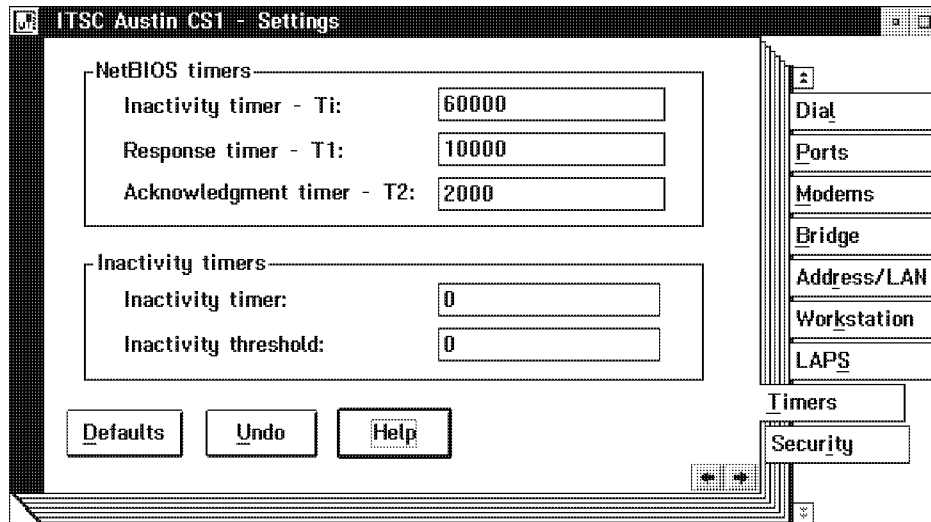 ITSC Austin CS1 - Settings
NetBIOS timers
Inactivity timer - Ti: 60000
Response timer - T1: 10000
Acknowledgment timer - T2: 2000
Inactivity timers
Inactivity timer: 0
Inactivity threshold: 0
Defaults Undo Help
Dial
Ports
Modems
Bridge
Address/LAN
Workstation
LAPS
Timers
Security